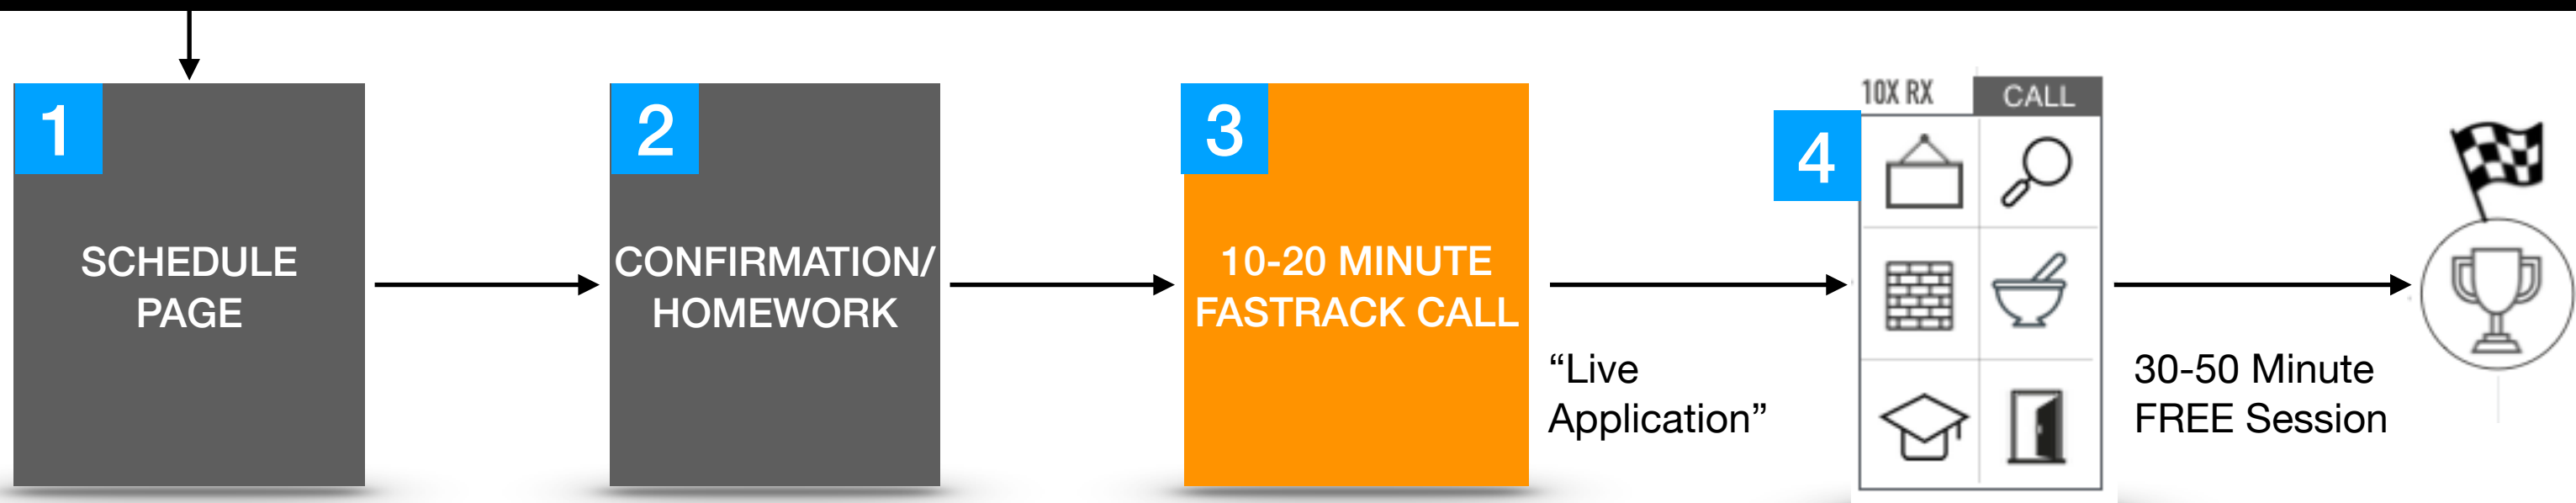 1
SCHEDULE
PAGE
2
CONFIRMATION/
HOMEWORK
3
10-20 MINUTE
FASTRACK CALL
“Live
Application”
4
10X RX
CALL
30-50 Minute
FREE Session